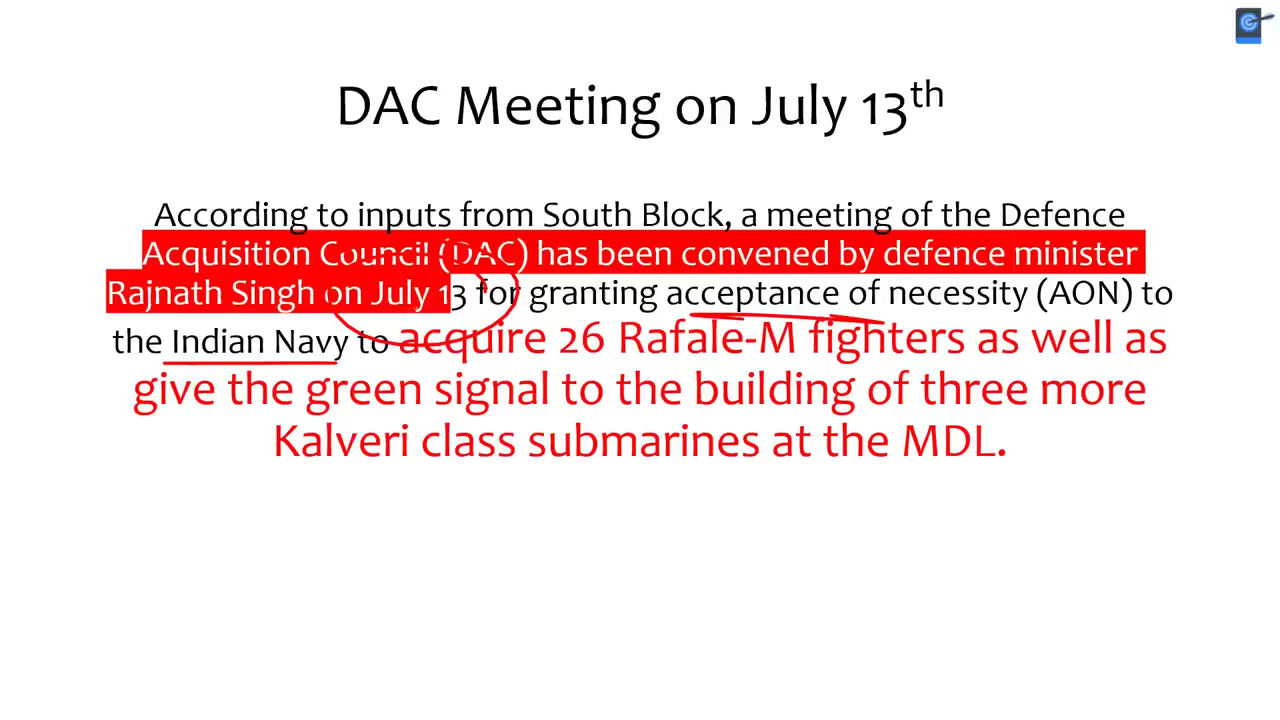 DAC Meeting on July 13th
According to inputs from South Block, a meeting of the Defence
Acquisition Council (DAC) has been convened by defence minister
Rajnath Singh on July 13 for granting acceptance of necessity (AON) to
the Indian Navy to acquire 26 Rafale-M fighters as well as
give the green signal to the building of three more
Kalveri class submarines at the MDL.